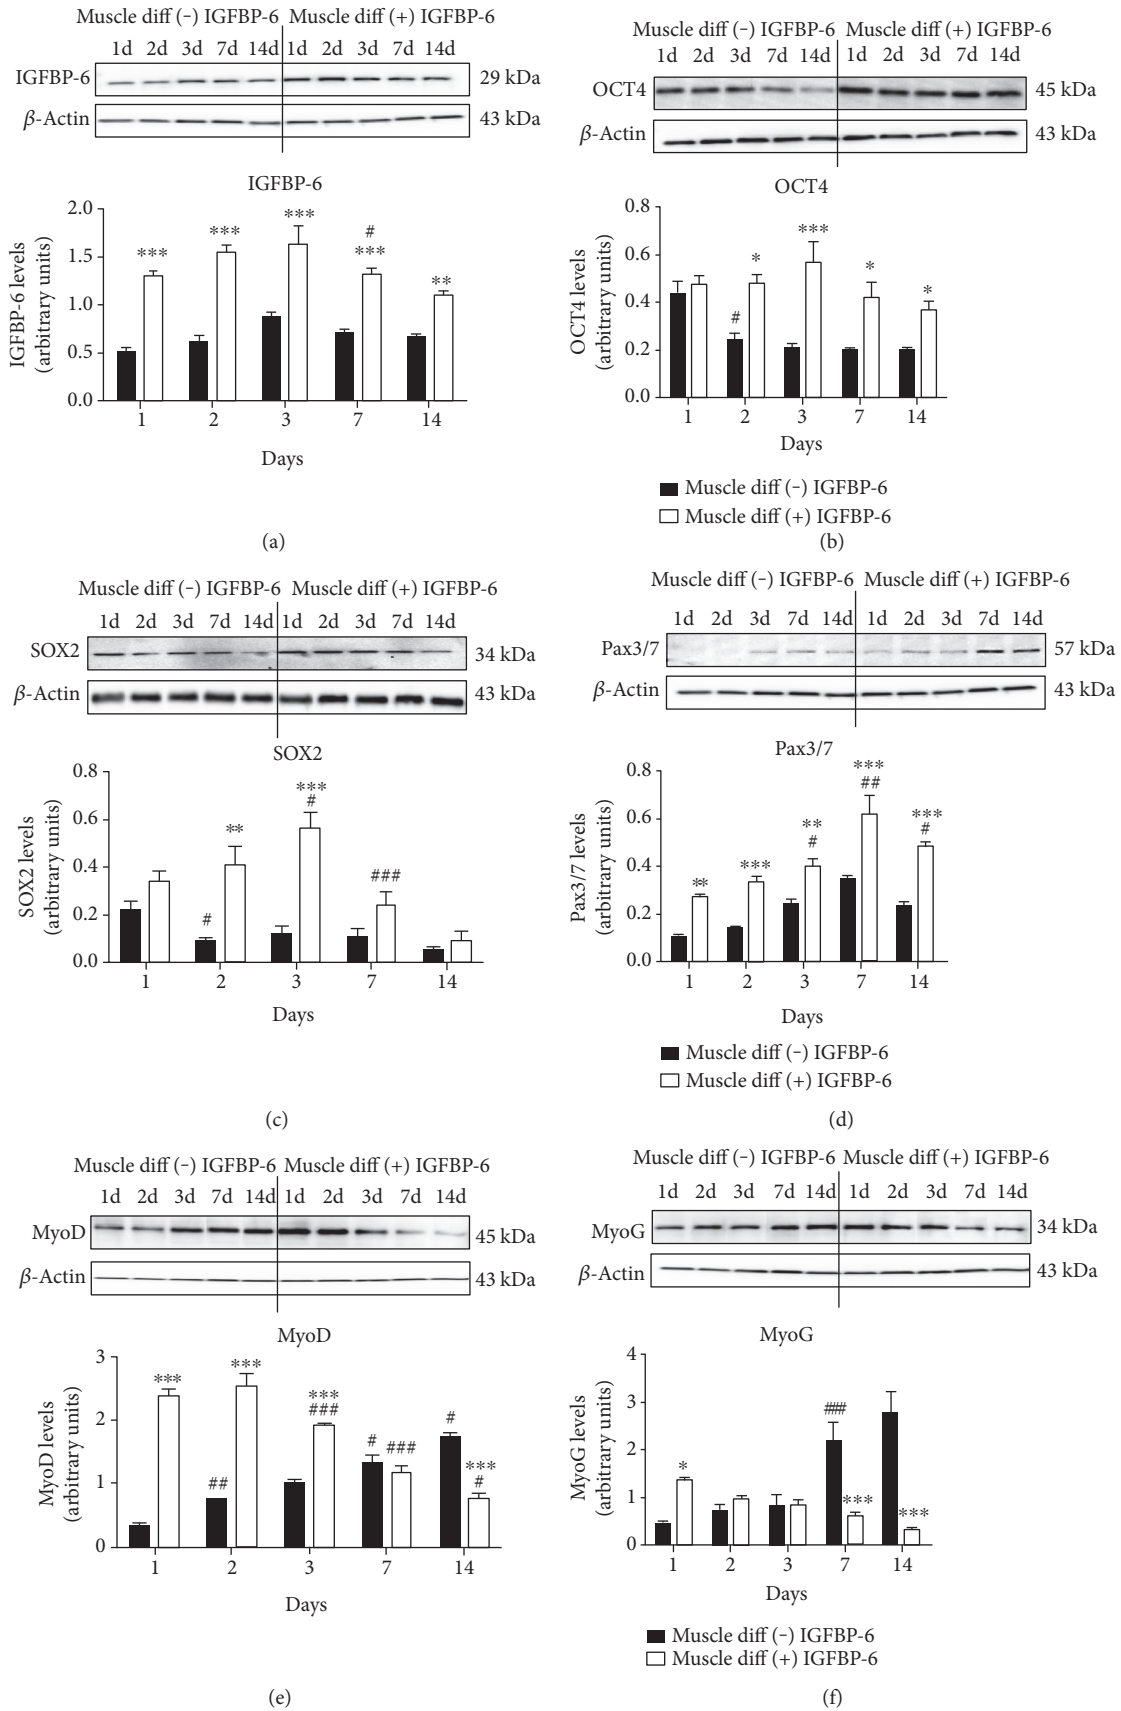 Muscle diff (−) IGFBP-6 Muscle diff (+) IGFBP-6
1d 2d 3d 7d 14d 1d 2d 3d 7d 14d
IGFBP-6 29 kDa
β-Actin 43 kDa
IGFBP-6
IGFBP-6 levels
(arbitrary units)
2.0
1.5
1.0
0.5
0.0
*** *** *** # *** **
1 2 3 7 14
Days
(a)
Muscle diff (−) IGFBP-6 Muscle diff (+) IGFBP-6
1d 2d 3d 7d 14d 1d 2d 3d 7d 14d
OCT4 45 kDa
β-Actin 43 kDa
OCT4
OCT4 levels
(arbitrary units)
0.8
0.6
0.4
0.2
0.0
# * *** * *
1 2 3 7 14
Days
Muscle diff (−) IGFBP-6
Muscle diff (+) IGFBP-6
(b)
Muscle diff (−) IGFBP-6 Muscle diff (+) IGFBP-6
1d 2d 3d 7d 14d 1d 2d 3d 7d 14d
SOX2 34 kDa
β-Actin 43 kDa
SOX2
SOX2 levels
(arbitrary units)
0.8
0.6
0.4
0.2
0.0
# ** *** # ###
1 2 3 7 14
Days
(c)
Muscle diff (−) IGFBP-6 Muscle diff (+) IGFBP-6
1d 2d 3d 7d 14d 1d 2d 3d 7d 14d
Pax3/7 57 kDa
β-Actin 43 kDa
Pax3/7
Pax3/7 levels
(arbitrary units)
0.8
0.6
0.4
0.2
0.0
** *** ** # *** ## *** #
1 2 3 7 14
Days
Muscle diff (−) IGFBP-6
Muscle diff (+) IGFBP-6
(d)
Muscle diff (−) IGFBP-6 Muscle diff (+) IGFBP-6
1d 2d 3d 7d 14d 1d 2d 3d 7d 14d
MyoD 45 kDa
β-Actin 43 kDa
MyoD
MyoD levels
(arbitrary units)
3
2
1
0
*** ## *** *** ### # ### # *** #
1 2 3 7 14
Days
(e)
Muscle diff (−) IGFBP-6 Muscle diff (+) IGFBP-6
1d 2d 3d 7d 14d 1d 2d 3d 7d 14d
MyoG 34 kDa
β-Actin 43 kDa
MyoG
MyoG levels
(arbitrary units)
4
3
2
1
0
* ### *** ***
1 2 3 7 14
Days
Muscle diff (−) IGFBP-6
Muscle diff (+) IGFBP-6
(f)